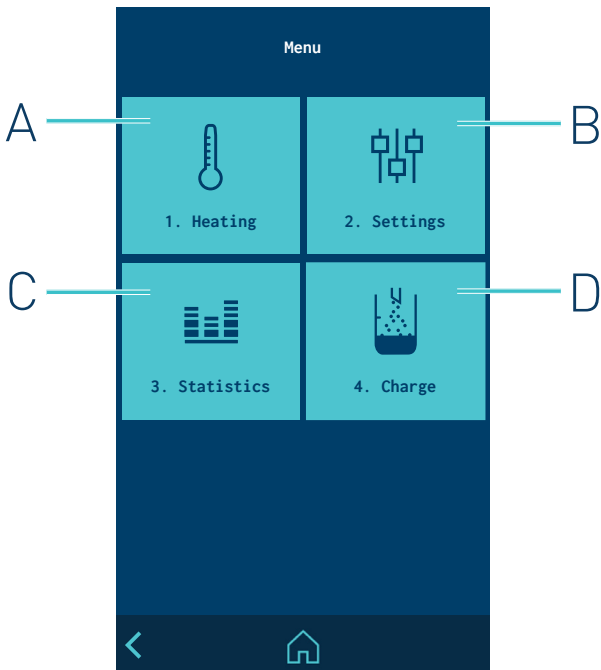 Menu
A
B
1. Heating
2. Settings
C
D
3. Statistics
4. Charge